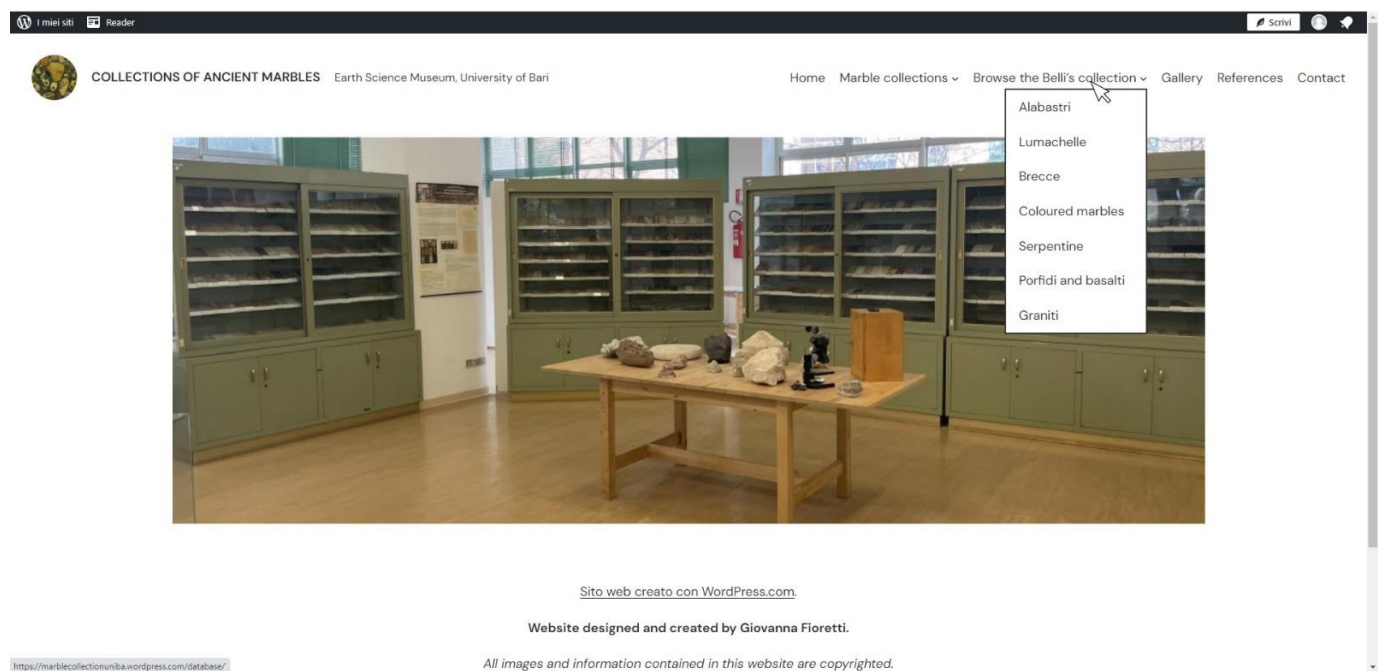 I miei siti Reader Scrivi
COLLECTIONS OF ANCIENT MARBLES Earth Science Museum, University of Bari Home Marble collections Browse the Belli's collection Gallery References Contact
Alabastri
Lumachelle
Brecce
Coloured marbles
Serpentine
Porfidi and basalti
Graniti
Sito web creato con WordPress.com.
Website designed and created by Giovanna Fioretti.
All images and information contained in this website are copyrighted.
https://marblecollectionuniba.wordpress.com/database/